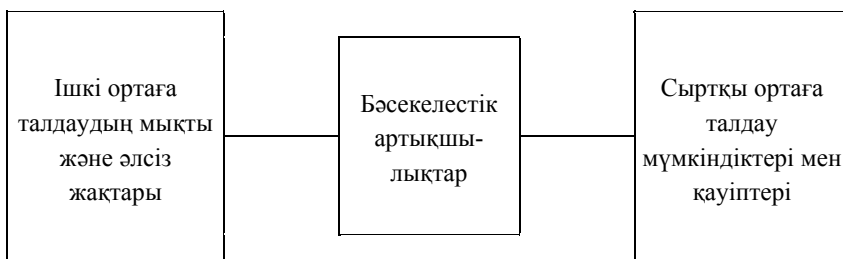 Ішкі ортаға
талдаудың мықты
және әлсіз
жақтары
Бәсекелестік
артықшы-
лықтар
Сыртқы ортаға
талдау
мүмкіндіктері мен
қауіптері